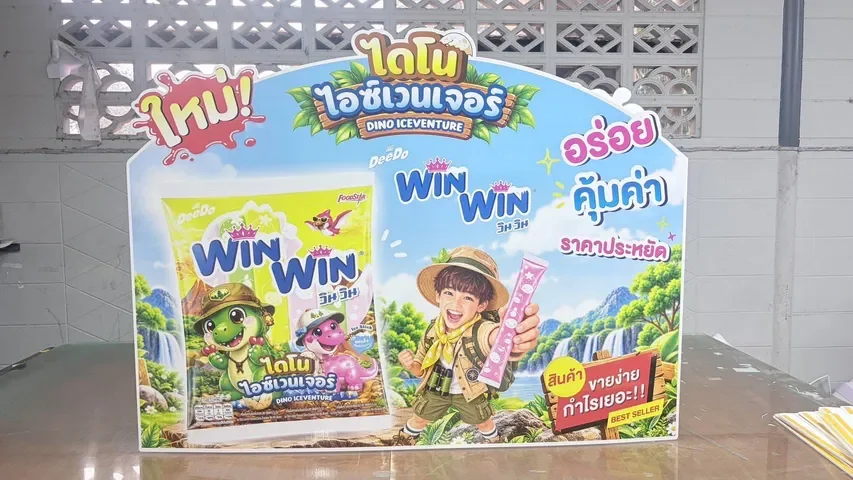 ใหม่!
ไดโน
ไอซ์เวนเจอร์
DINO ICEVENTURE
DeeDo
WIN WIN
วิน วิน
อร่อย
คุ้มค่า
ราคาประหยัด
DeeDo
FOODSTAR
WIN WIN
วิน วิน
ไดโน
ไอซ์เวนเจอร์
DINO ICEVENTURE
สินค้า
ขายง่าย
กำไรเยอะ!!
BEST SELLER